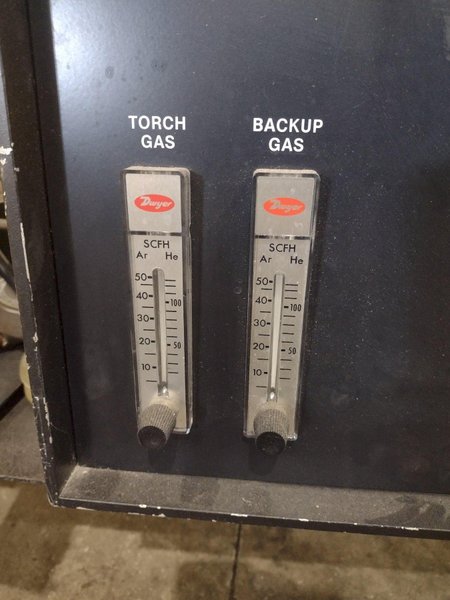 TORCH
GAS
BACKUP
GAS
Dwyer
SCFH
Ar He
50
40
100
30
20
50
10
Dwyer
SCFH
Ar He
50
40
100
30
20
50
10